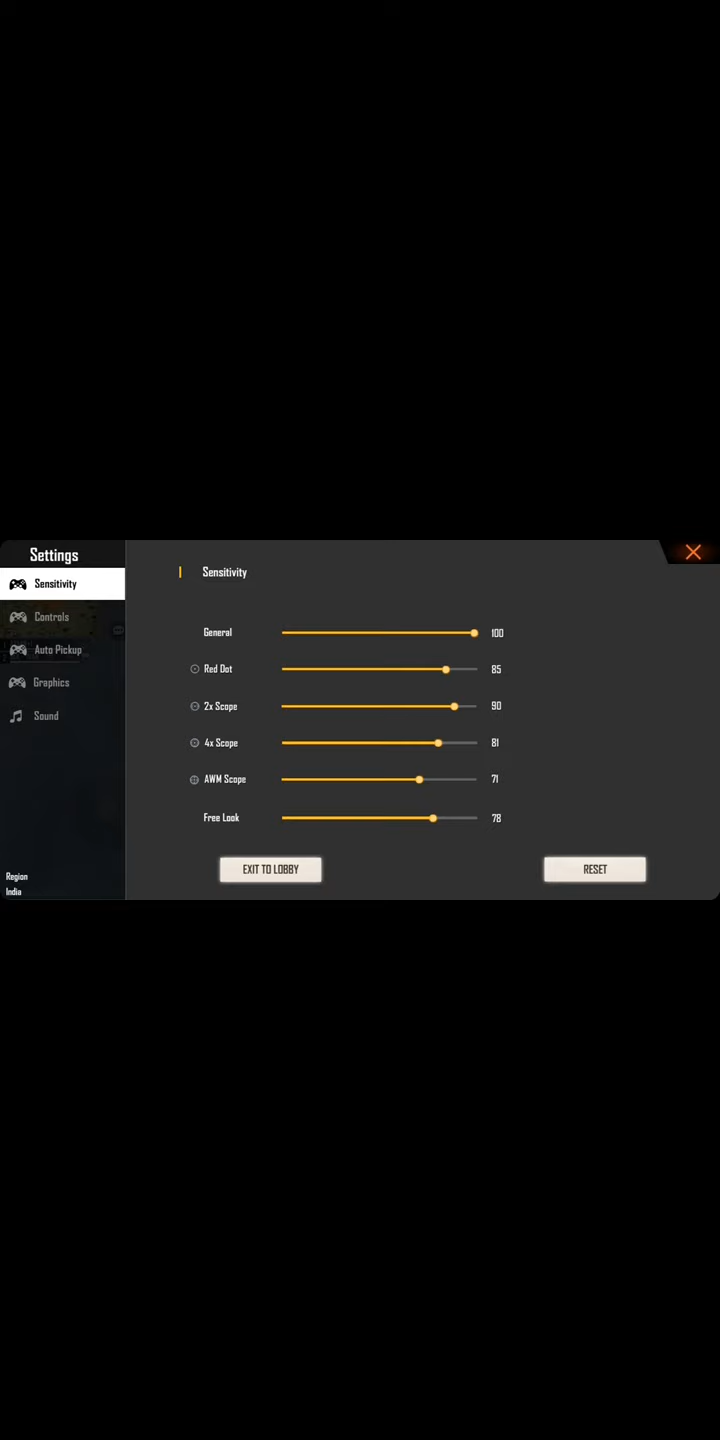 Settings
Sensitivity
Controls
Auto Pickup
Graphics
Sound
Region
India
Sensitivity
General 100
Red Dot 85
2x Scope 90
4x Scope 81
AWM Scope 71
Free Look 78
EXIT TO LOBBY
RESET